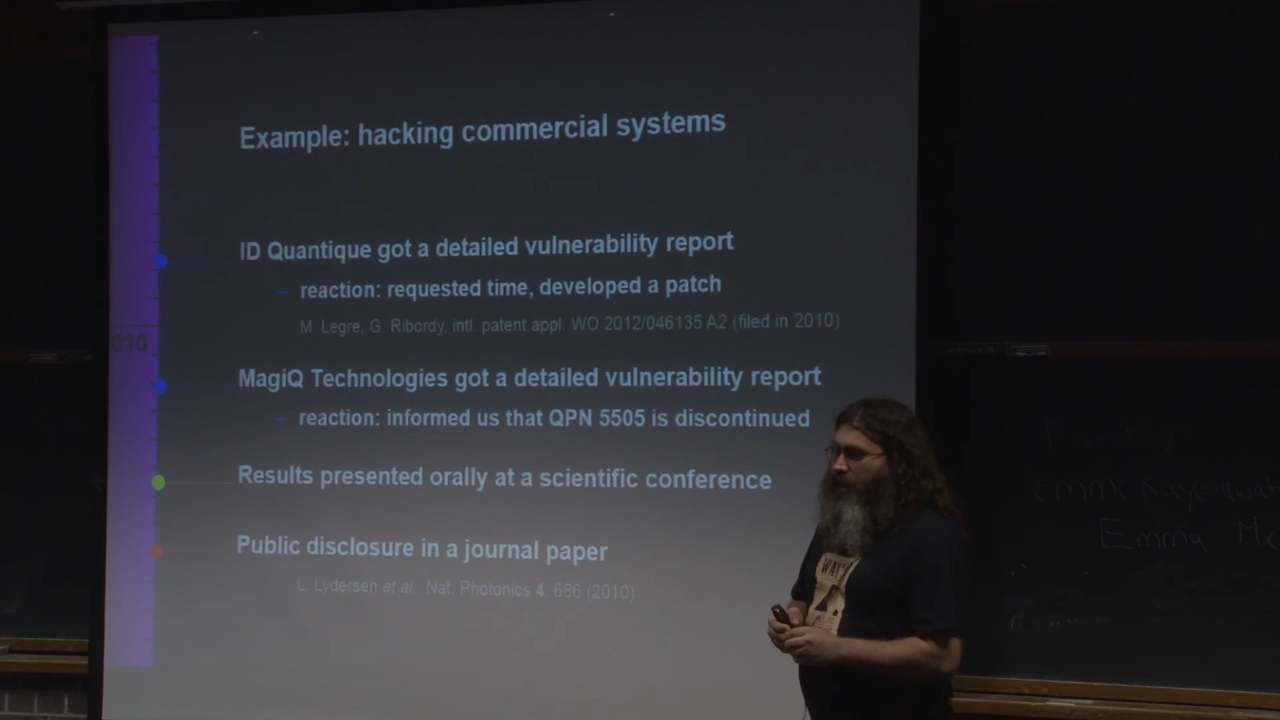 Example: hacking commercial systems
ID Quantique got a detailed vulnerability report
– reaction: requested time, developed a patch
M. Legre, G. Ribordy, intl. patent appl. WO 2012/046135 A2 (filed in 2010)
010
MagiQ Technologies got a detailed vulnerability report
– reaction: informed us that QPN 5505 is discontinued
Results presented orally at a scientific conference
Public disclosure in a journal paper
L. Lydersen et al., Nat. Photonics 4, 686 (2010)
Emma